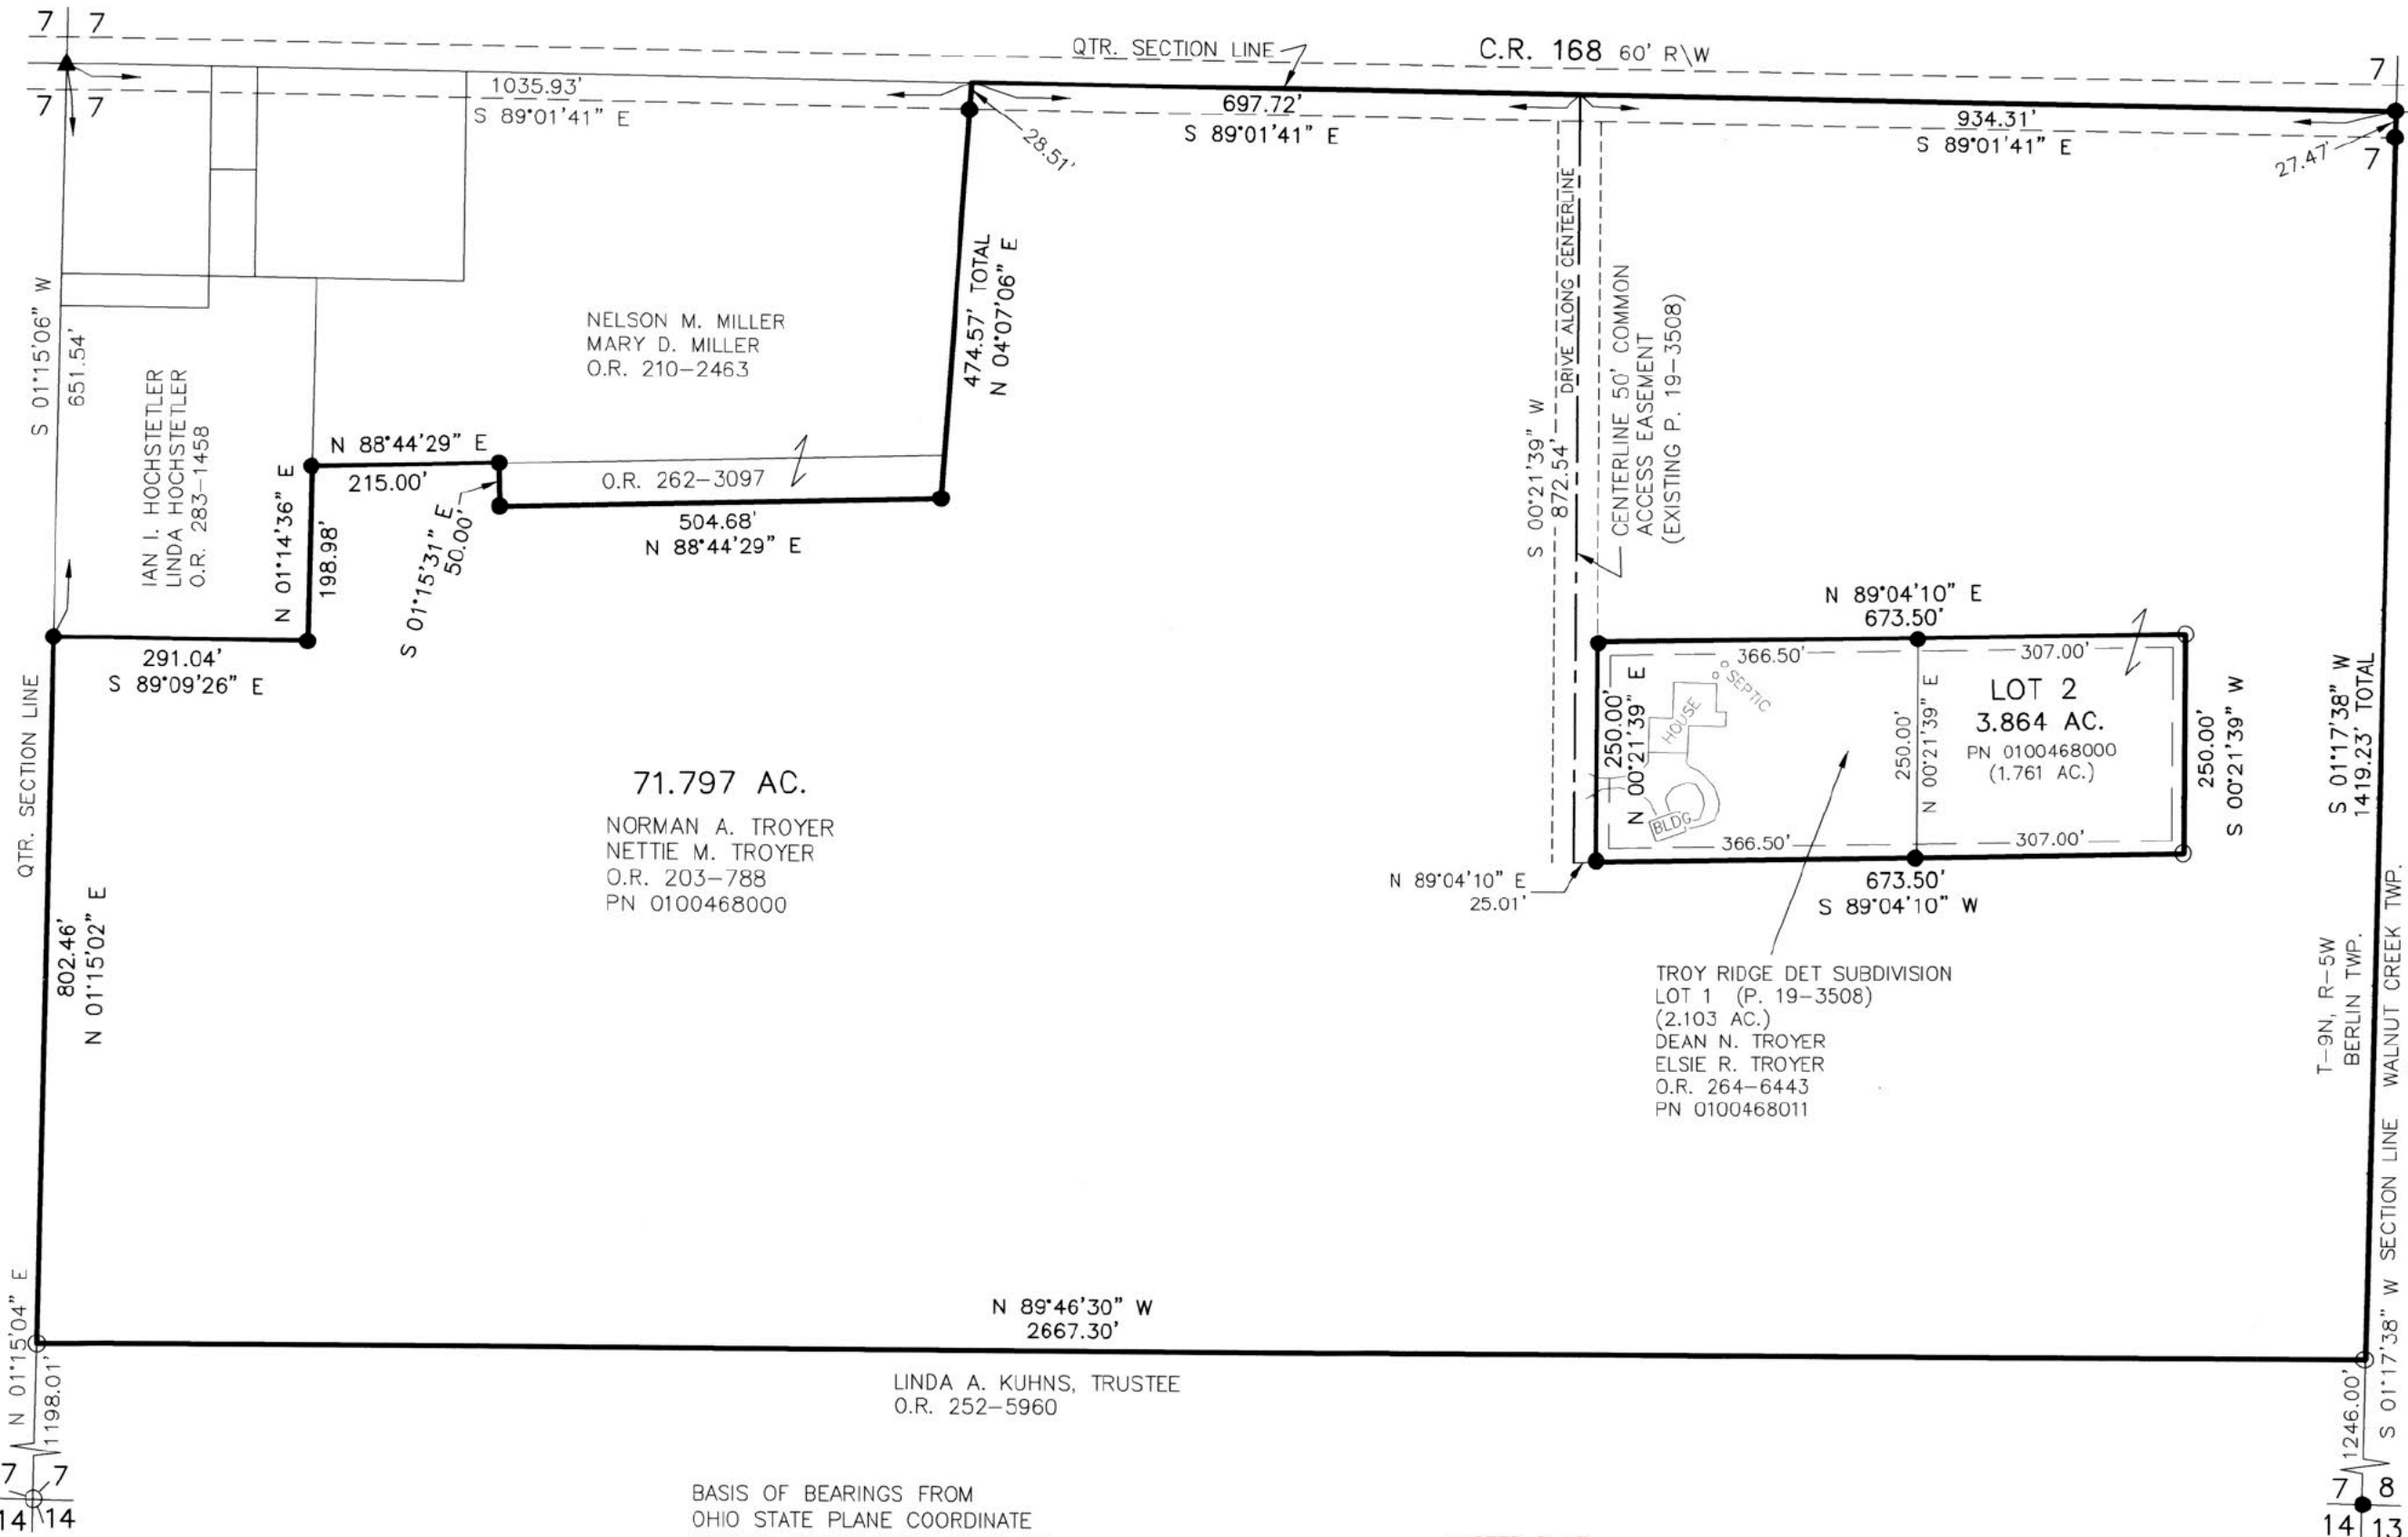 7 7
7 7
QTR. SECTION LINE
C.R. 168 60' R\W
7
7
1035.93'
S 89°01'41" E
697.72'
S 89°01'41" E
934.31'
S 89°01'41" E
28.51'
27.47'
S 01°15'06" W
651.54'
IAN I. HOCHSTETLER
LINDA HOCHSTETLER
O.R. 283-1458
NELSON M. MILLER
MARY D. MILLER
O.R. 210-2463
474.57' TOTAL
N 04°07'06" E
N 01°14'36" E
198.98'
N 88°44'29" E
215.00'
S 01°15'31" E
50.00'
O.R. 262-3097
504.68'
N 88°44'29" E
291.04'
S 89°09'26" E
S 00°21'39" W
872.54'
DRIVE ALONG CENTERLINE
CENTERLINE 50' COMMON
ACCESS EASEMENT
(EXISTING P. 19-3508)
N 89°04'10" E
673.50'
366.50'
307.00'
250.00'
N 00°21'39" E
HOUSE
SEPTIC
BLDG
250.00'
N 00°21'39" E
LOT 2
3.864 AC.
PN 0100468000
(1.761 AC.)
250.00'
S 00°21'39" W
366.50'
307.00'
673.50'
S 89°04'10" W
N 89°04'10" E
25.01'
S 01°17'38" W
1419.23' TOTAL
71.797 AC.
NORMAN A. TROYER
NETTIE M. TROYER
O.R. 203-788
PN 0100468000
QTR. SECTION LINE
802.46'
N 01°15'02" E
TROY RIDGE DET SUBDIVISION
LOT 1 (P. 19-3508)
(2.103 AC.)
DEAN N. TROYER
ELSIE R. TROYER
O.R. 264-6443
PN 0100468011
T-9N, R-5W
BERLIN TWP.
S 01°17'38" W SECTION LINE WALNUT CREEK TWP.
N 89°46'30" W
2667.30'
LINDA A. KUHNS, TRUSTEE
O.R. 252-5960
N 01°15'04" E
1198.01'
7 7
14 14
1246.00'
7 8
14 13
BASIS OF BEARINGS FROM
OHIO STATE PLANE COORDINATE